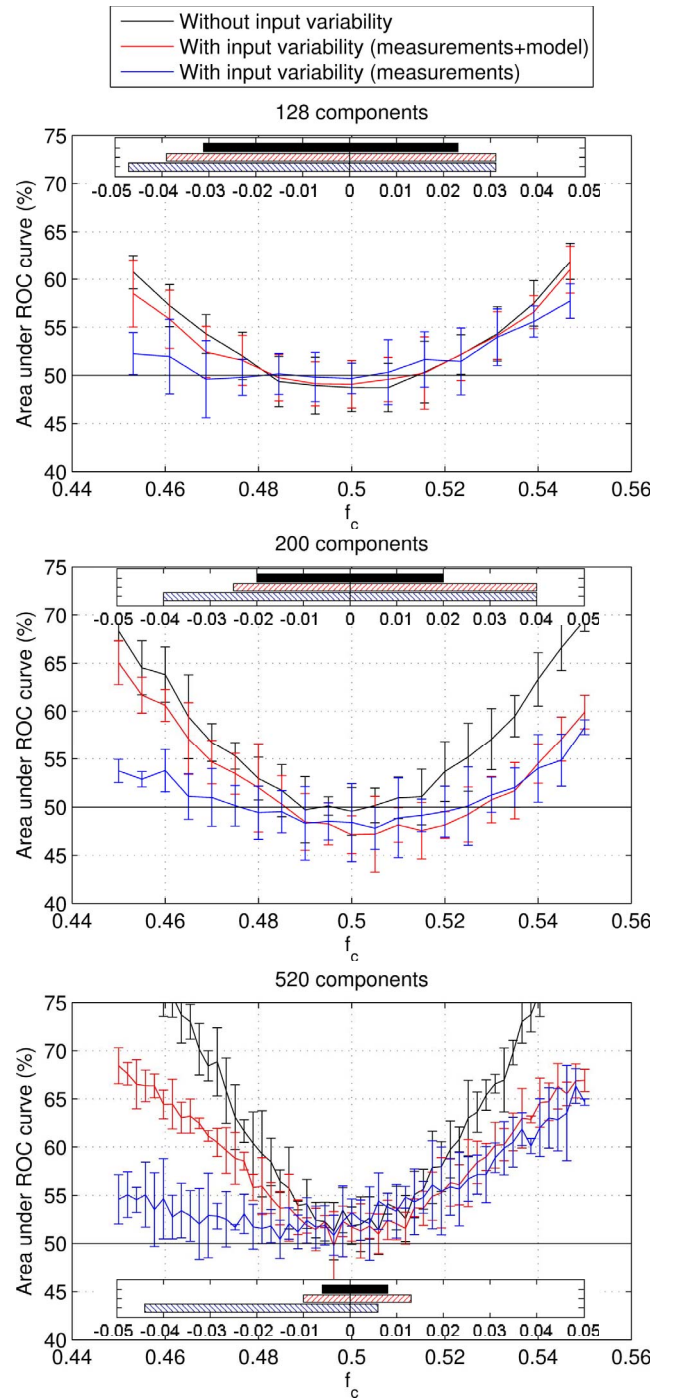 Without input variability
With input variability (measurements+model)
With input variability (measurements)
128 components
75
-0.05 -0.04 -0.03 -0.02 -0.01 0 0.01 0.02 0.03 0.04 0.05
70
65
60
55
50
45
40
Area under ROC curve (%)
0.44 0.46 0.48 0.5 0.52 0.54 0.56
f_c
200 components
75
-0.05 -0.04 -0.03 -0.02 -0.01 0 0.01 0.02 0.03 0.04 0.05
70
65
60
55
50
45
40
Area under ROC curve (%)
0.44 0.46 0.48 0.5 0.52 0.54 0.56
f_c
520 components
75
70
65
60
55
50
45
40
Area under ROC curve (%)
-0.05 -0.04 -0.03 -0.02 -0.01 0 0.01 0.02 0.03 0.04 0.05
0.44 0.46 0.48 0.5 0.52 0.54 0.56
f_c